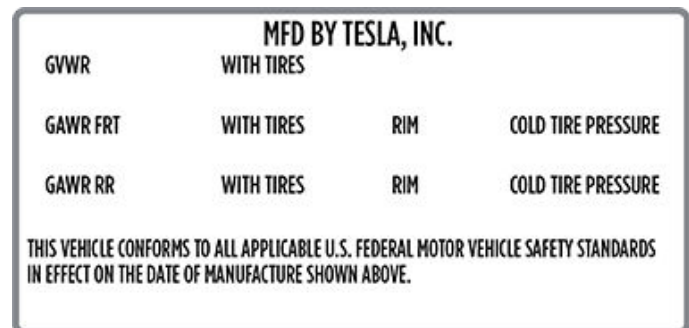 MFD BY TESLA, INC.
GVWR WITH TIRES
GAWR FRT WITH TIRES RIM COLD TIRE PRESSURE
GAWR RR WITH TIRES RIM COLD TIRE PRESSURE
THIS VEHICLE CONFORMS TO ALL APPLICABLE U.S. FEDERAL MOTOR VEHICLE SAFETY STANDARDS
IN EFFECT ON THE DATE OF MANUFACTURE SHOWN ABOVE.